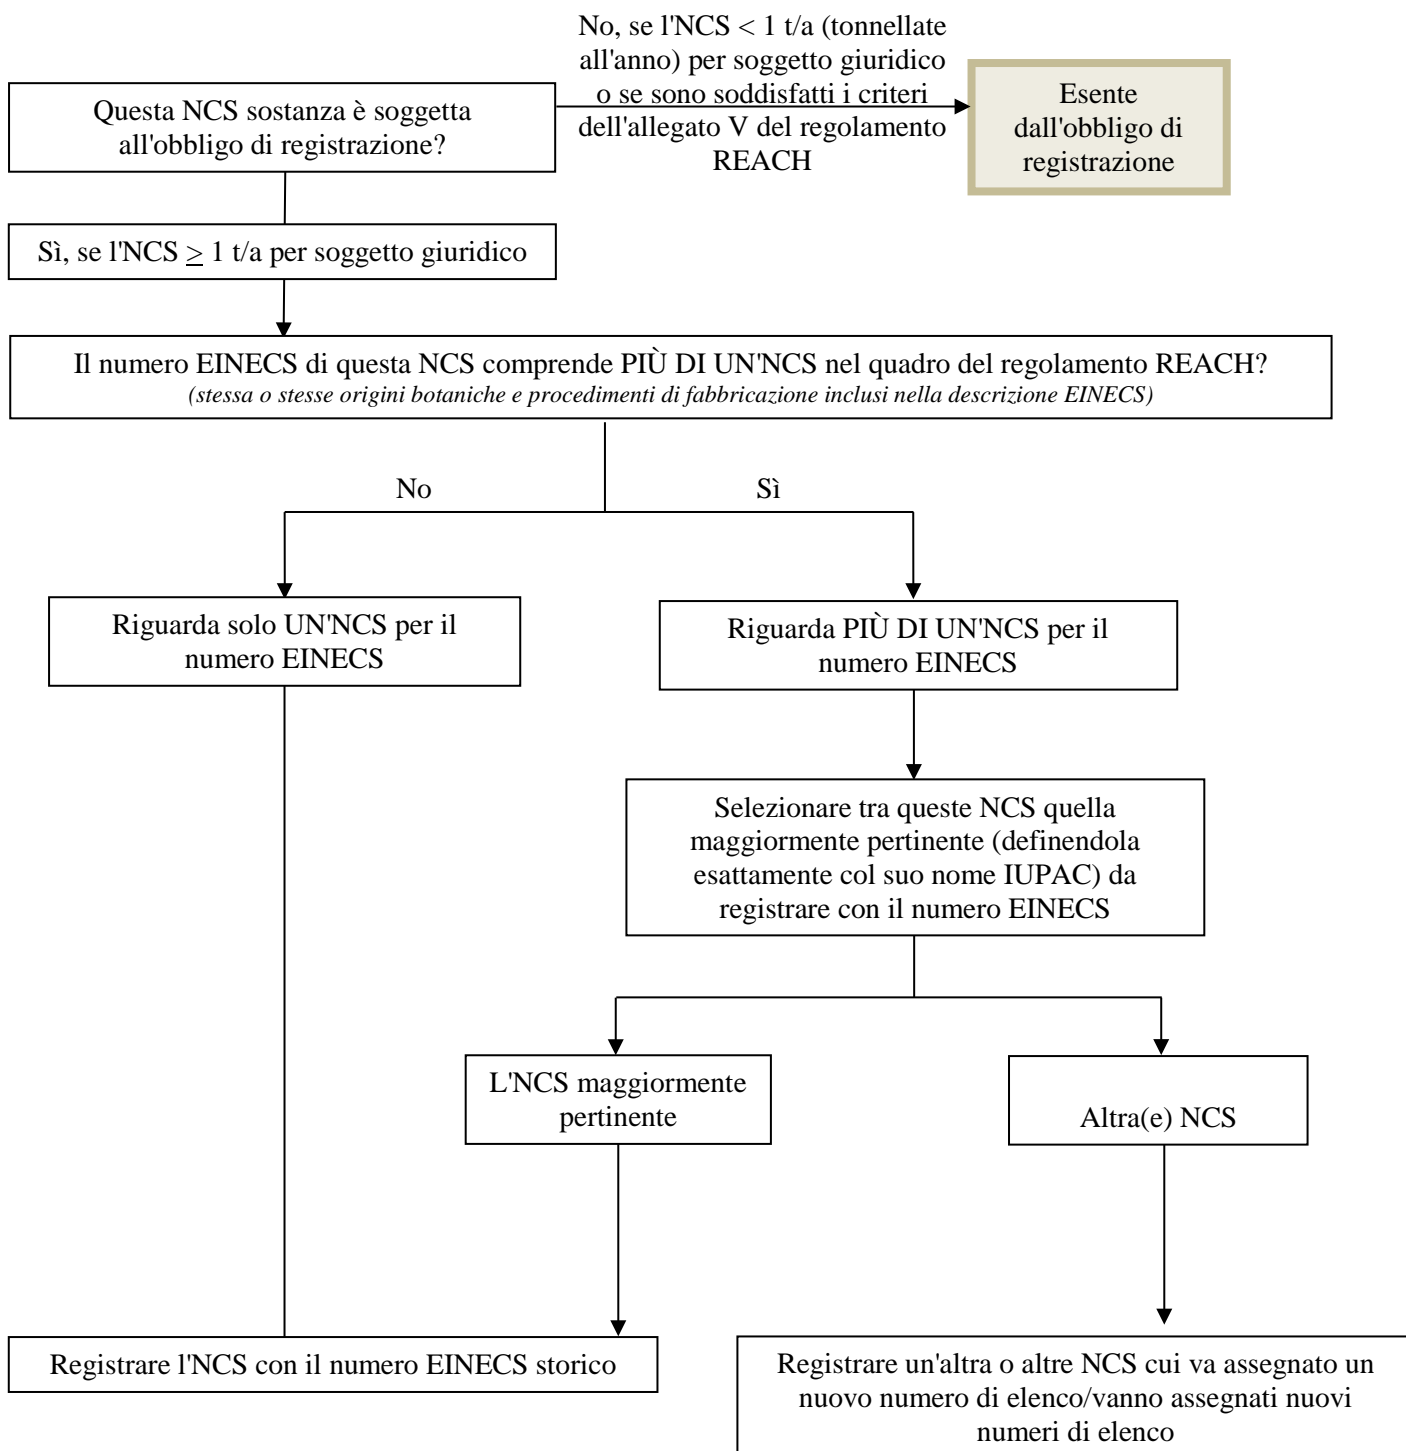 No, se l'NCS < 1 t/a (tonnellate
all'anno) per soggetto giuridico
o se sono soddisfatti i criteri
dell'allegato V del regolamento
REACH
Questa NCS sostanza è soggetta
all'obbligo di registrazione?
Esente
dall'obbligo di
registrazione
Sì, se l'NCS ≥ 1 t/a per soggetto giuridico
Il numero EINECS di questa NCS comprende PIÙ DI UN'NCS nel quadro del regolamento REACH?
(stessa o stesse origini botaniche e procedimenti di fabbricazione inclusi nella descrizione EINECS)
No
Sì
Riguarda solo UN'NCS per il
numero EINECS
Riguarda PIÙ DI UN'NCS per il
numero EINECS
Selezionare tra queste NCS quella
maggiormente pertinente (definendola
esattamente col suo nome IUPAC) da
registrare con il numero EINECS
L'NCS maggiormente
pertinente
Altra(e) NCS
Registrare l'NCS con il numero EINECS storico
Registrare un'altra o altre NCS cui va assegnato un
nuovo numero di elenco/vanno assegnati nuovi
numeri di elenco